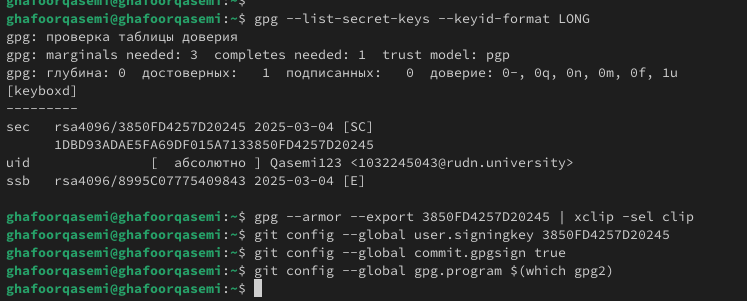 ghafoorqasemi@ghafoorqasemi:~$
ghafoorqasemi@ghafoorqasemi:~$ gpg --list-secret-keys --keyid-format LONG
gpg: проверка таблицы доверия
gpg: marginals needed: 3  completes needed: 1  trust model: pgp
gpg: глубина: 0  достоверных:   1  подписанных:   0  доверие: 0-, 0q, 0n, 0m, 0f, 1u
[keyboxd]
---------
sec   rsa4096/3850FD4257D20245 2025-03-04 [SC]
      1DBD93ADAE5FA69DF015A7133850FD4257D20245
uid              [  абсолютно ] Qasemi123 <1032245043@rudn.university>
ssb   rsa4096/8995C07775409843 2025-03-04 [E]

ghafoorqasemi@ghafoorqasemi:~$ gpg --armor --export 3850FD4257D20245 | xclip -sel clip
ghafoorqasemi@ghafoorqasemi:~$ git config --global user.signingkey 3850FD4257D20245
ghafoorqasemi@ghafoorqasemi:~$ git config --global commit.gpgsign true
ghafoorqasemi@ghafoorqasemi:~$ git config --global gpg.program $(which gpg2)
ghafoorqasemi@ghafoorqasemi:~$